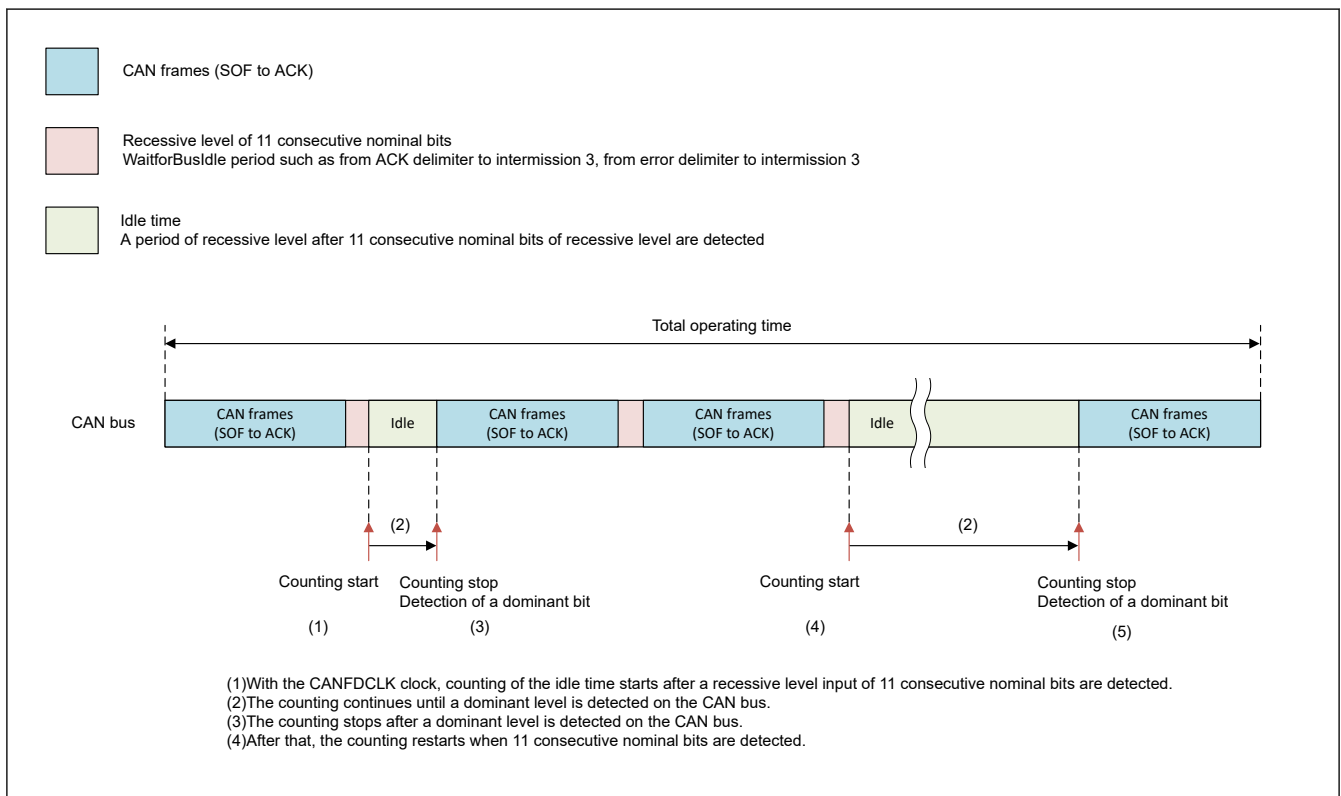 CAN frames (SOF to ACK)
Recessive level of 11 consecutive nominal bits
WaitforBusIdle period such as from ACK delimiter to intermission 3, from error delimiter to intermission 3
Idle time
A period of recessive level after 11 consecutive nominal bits of recessive level are detected
Total operating time
CAN bus
CAN frames
(SOF to ACK)
Idle
CAN frames
(SOF to ACK)
CAN frames
(SOF to ACK)
Idle
CAN frames
(SOF to ACK)
(2)
(2)
Counting start
Counting stop
Detection of a dominant bit
Counting start
Counting stop
Detection of a dominant bit
(1)
(3)
(4)
(5)
(1)With the CANFDCLK clock, counting of the idle time starts after a recessive level input of 11 consecutive nominal bits are detected.
(2)The counting continues until a dominant level is detected on the CAN bus.
(3)The counting stops after a dominant level is detected on the CAN bus.
(4)After that, the counting restarts when 11 consecutive nominal bits are detected.